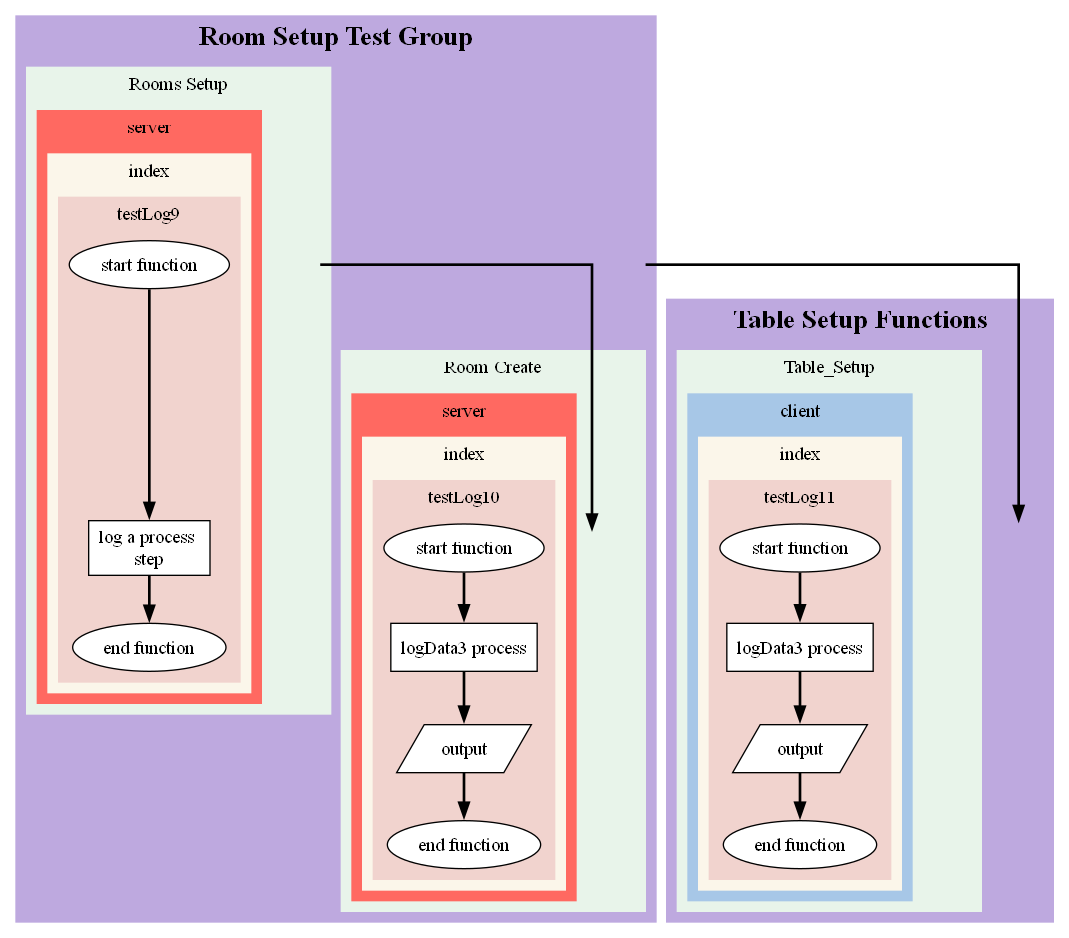 Room Setup Test Group
Rooms Setup
server
index
testLog9
start function
log a process
step
end function
Room Create
server
index
testLog10
start function
logData3 process
output
end function
Table Setup Functions
Table_Setup
client
index
testLog11
start function
logData3 process
output
end function